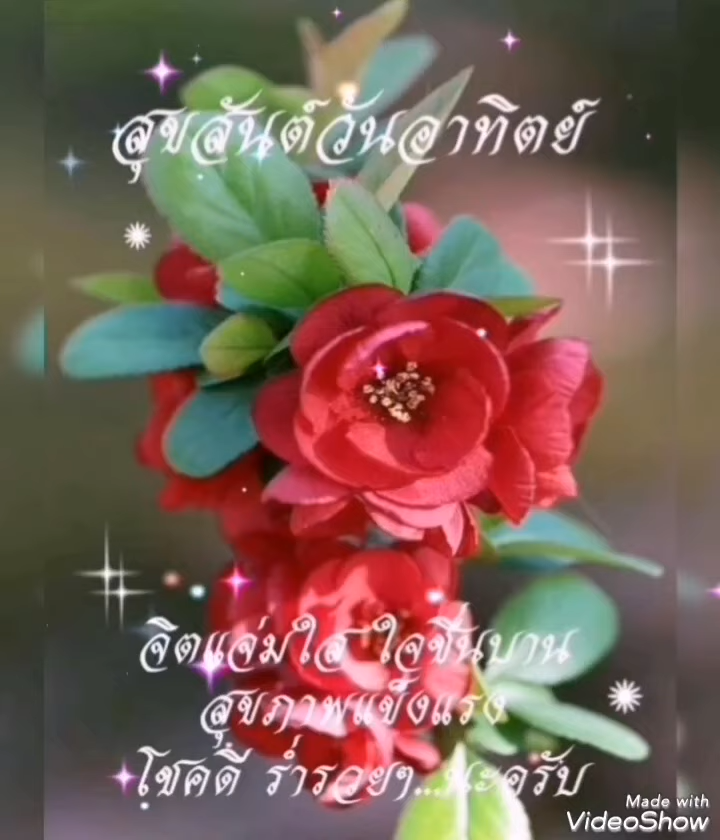 สุขสันต์วันอาทิตย์
จิตแจ่มใส ใจชื่นบาน
สุขภาพแข็งแรง
โชคดี ร่ำรวยๆ...นะครับ
Made with
VideoShow